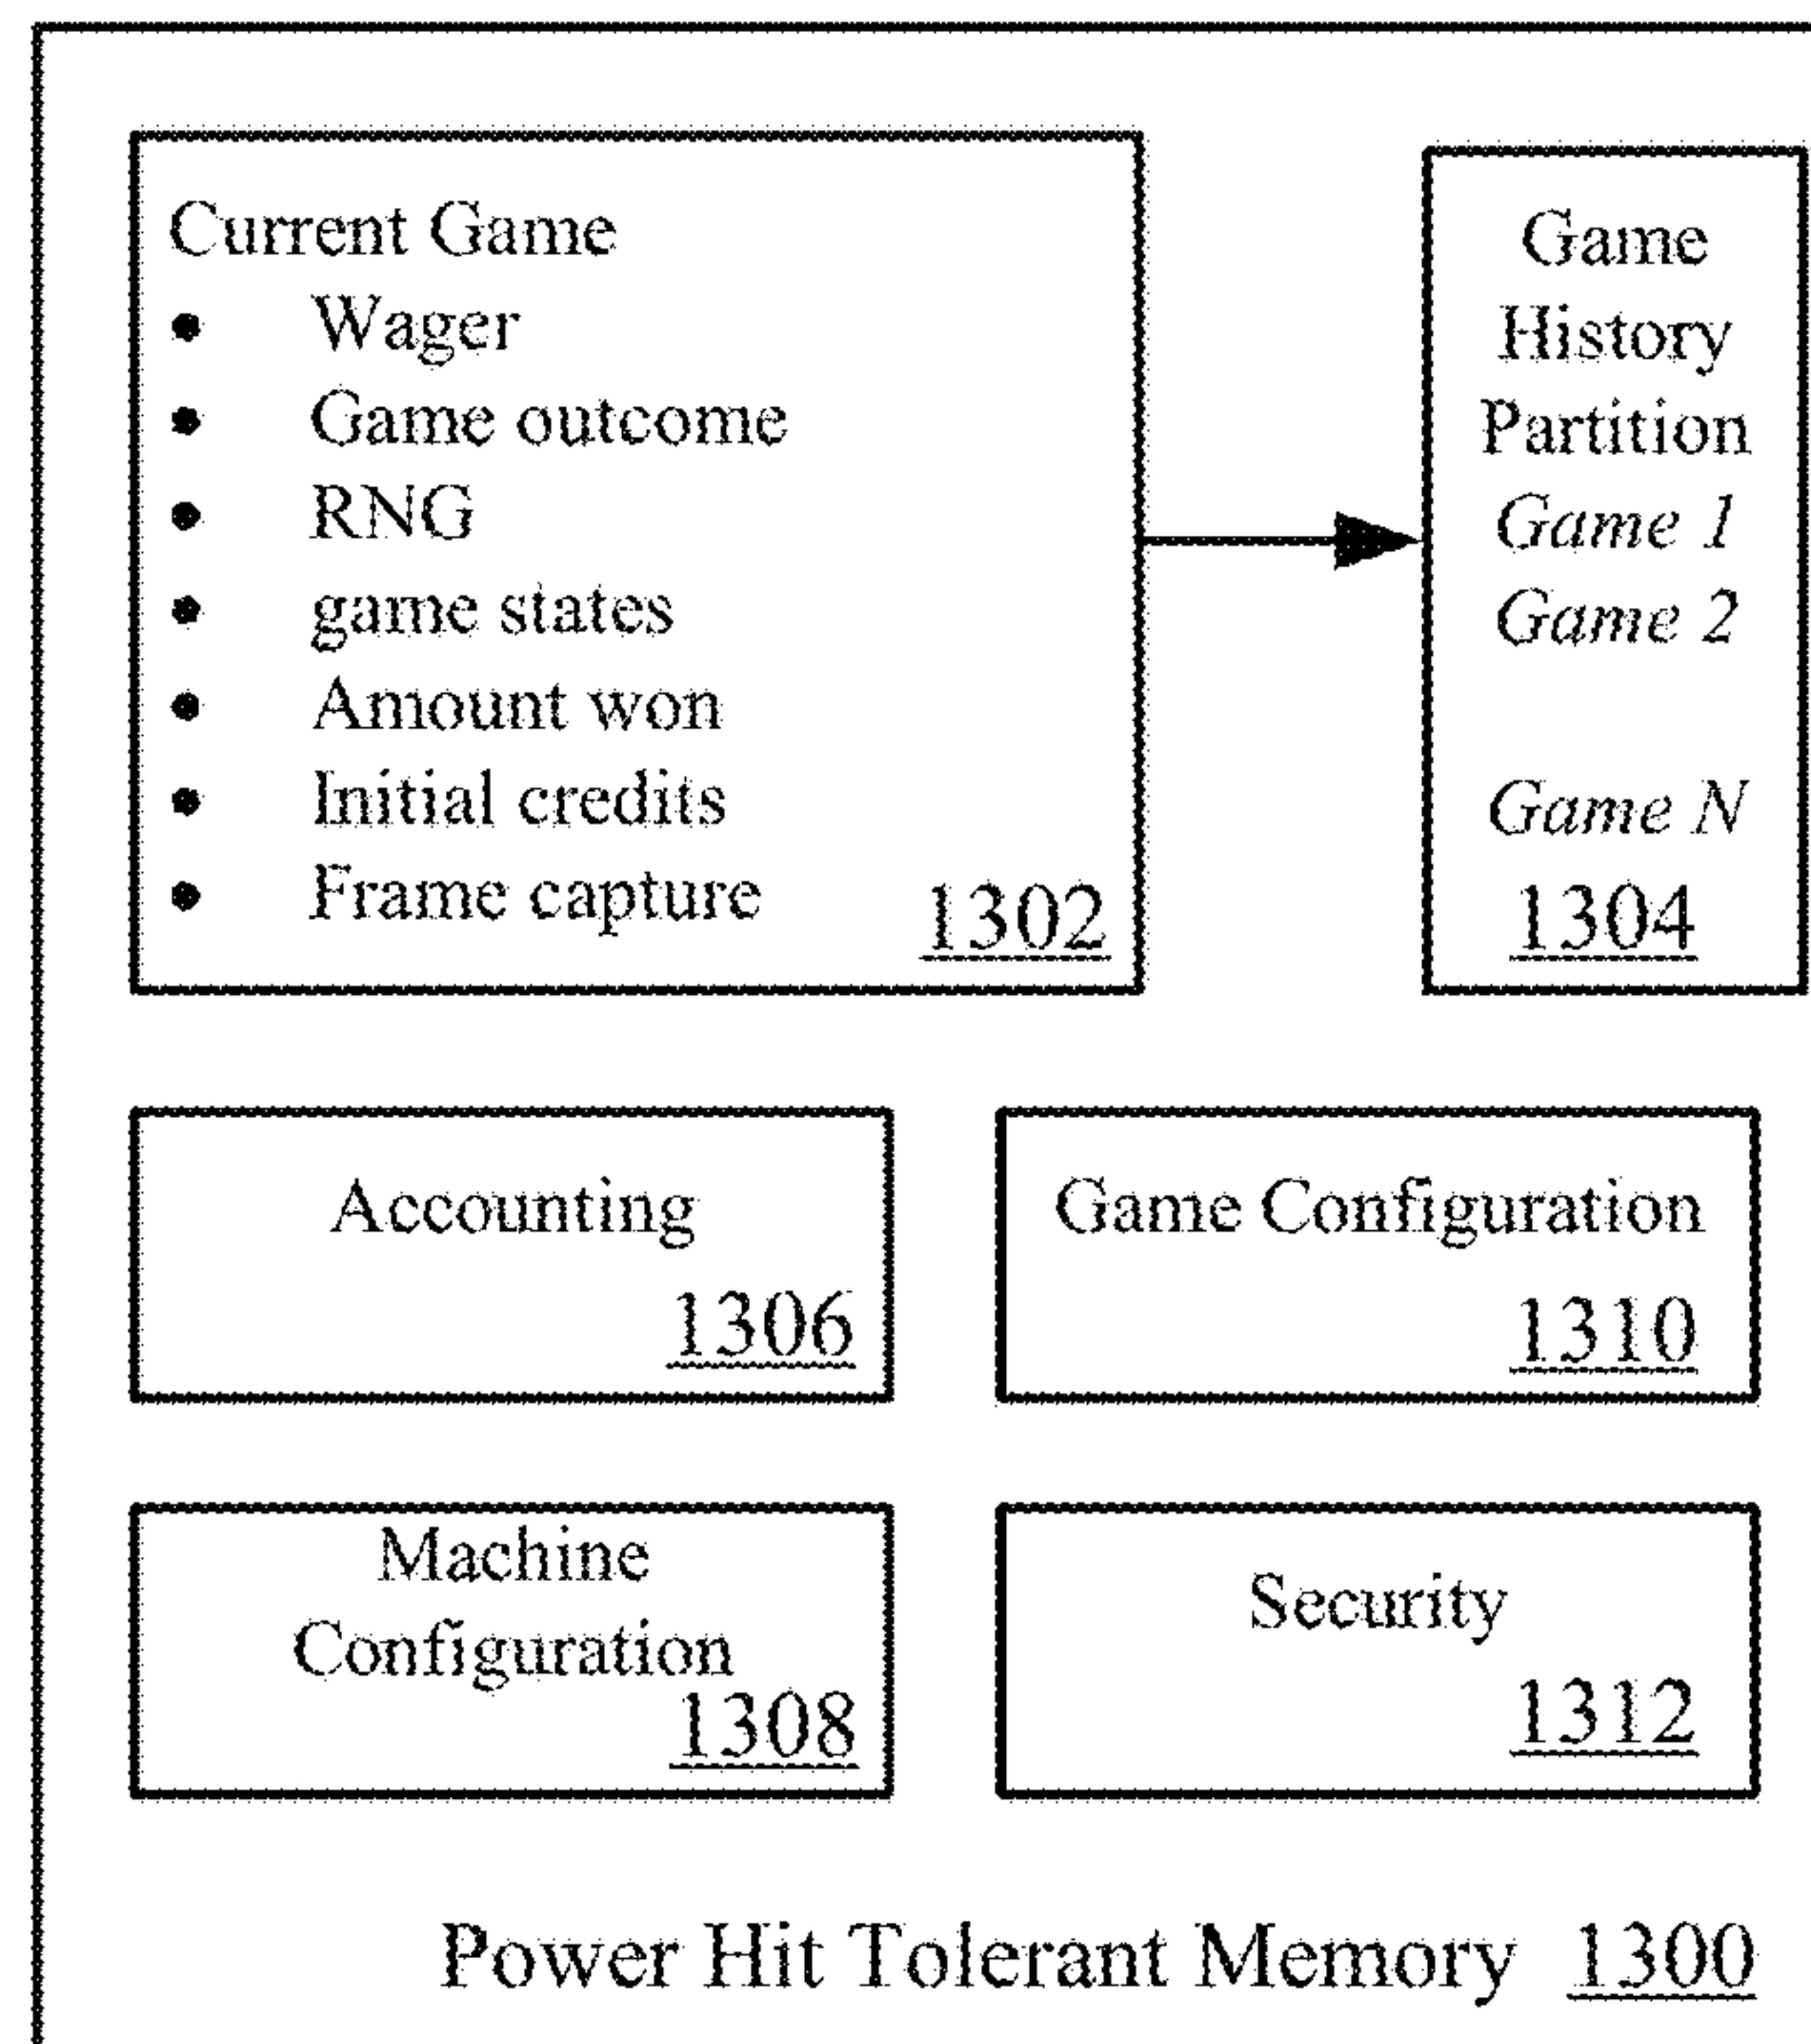 Current Game
• Wager
• Game outcome
• RNG
• game states
• Amount won
• Initial credits
• Frame capture
1302
Game
History
Partition
Game 1
Game 2
Game N
1304
Accounting
1306
Game Configuration
1310
Machine
Configuration
1308
Security
1312
Power Hit Tolerant Memory 1300